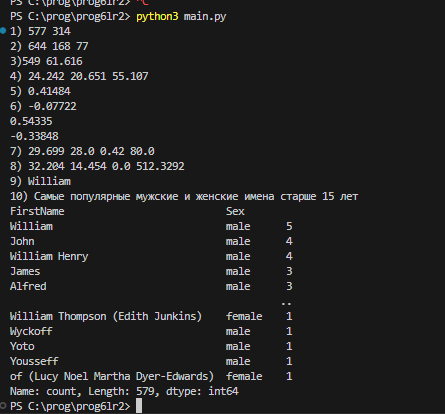 PS C:\prog\prog6lr2> ^C
PS C:\prog\prog6lr2> python3 main.py
1) 577 314
2) 644 168 77
3)549 61.616
4) 24.242 20.651 55.107
5) 0.41484
6) -0.07722
0.54335
-0.33848
7) 29.699 28.0 0.42 80.0
8) 32.204 14.454 0.0 512.3292
9) William
10) Самые популярные мужские и женские имена старше 15 лет
FirstName Sex
William male 5
John male 4
William Henry male 4
James male 3
Alfred male 3
..
William Thompson (Edith Junkins) female 1
Wyckoff male 1
Yoto male 1
Yousseff male 1
of (Lucy Noel Martha Dyer-Edwards) female 1
Name: count, Length: 579, dtype: int64
PS C:\prog\prog6lr2>